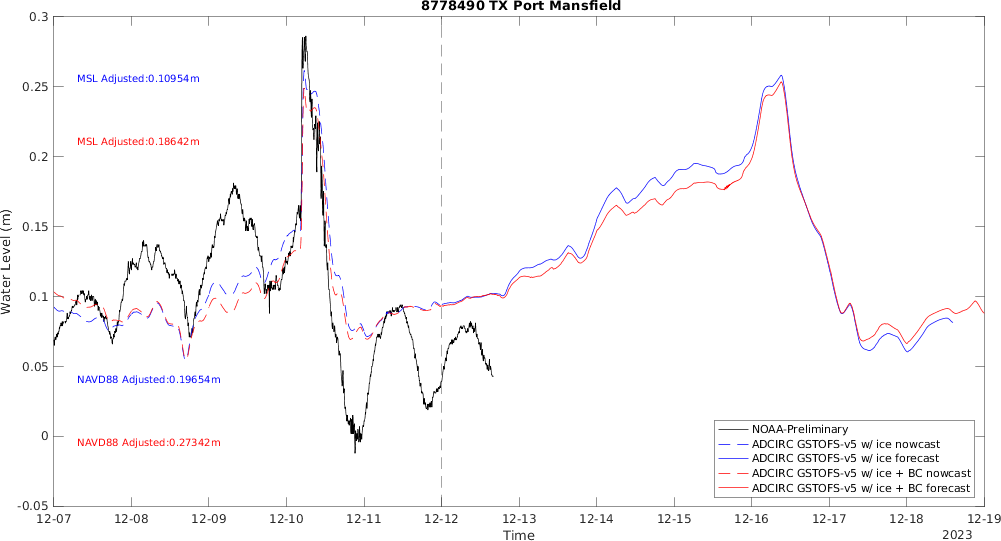 8778490 TX Port Mansfield
Water Level (m)
0.3
0.25
0.2
0.15
0.1
0.05
0
-0.05
MSL Adjusted:0.10954m
MSL Adjusted:0.18642m
NAVD88 Adjusted:0.19654m
NAVD88 Adjusted:0.27342m
NOAA-Preliminary
ADCIRC GSTOFS-v5 w/ ice nowcast
ADCIRC GSTOFS-v5 w/ ice forecast
ADCIRC GSTOFS-v5 w/ ice + BC nowcast
ADCIRC GSTOFS-v5 w/ ice + BC forecast
12-07 12-08 12-09 12-10 12-11 12-12 12-13 12-14 12-15 12-16 12-17 12-18 12-19
Time
2023